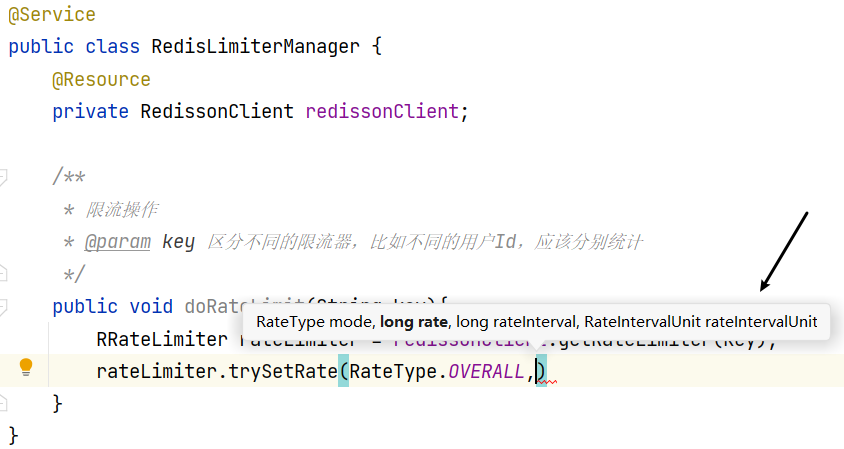 @Service
public class RedisLimiterManager {
@Resource
private RedissonClient redissonClient;
/**
* 限流操作
* @param key 区分不同的限流器，比如不同的用户Id，应该分别统计
*/
public void doRateLimit(String key){
RateType mode, long rate, long rateInterval, RateIntervalUnit rateIntervalUnit
RRateLimiter rateLimiter = redissonClient.getRateLimiter(key);
rateLimiter.trySetRate(RateType.OVERALL,)
}
}